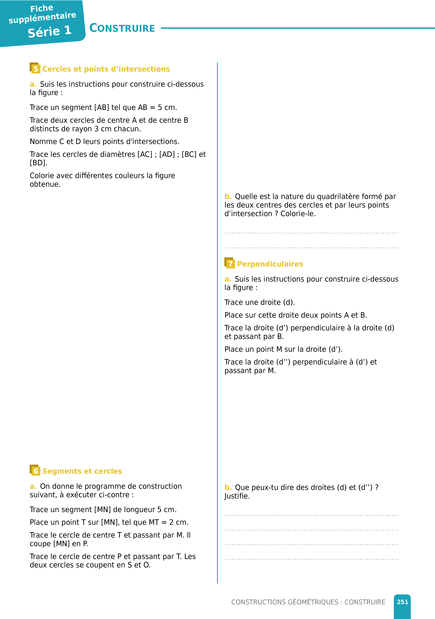 Fiche
supplémentaire
Série 1
CONSTRUIRE
5 Cercles et points d'intersections
a. Suis les instructions pour construire ci-dessous
la figure :
Trace un segment [AB] tel que AB = 5 cm.
Trace deux cercles de centre A et de centre B
distincts de rayon 3 cm chacun.
Nomme C et D leurs points d'intersections.
Trace les cercles de diamètres [AC] ; [AD] ; [BC] et
[BD].
Colorie avec différentes couleurs la figure
obtenue.
6 Segments et cercles
a. On donne le programme de construction
suivant, à exécuter ci-contre :
Trace un segment [MN] de longueur 5 cm.
Place un point T sur [MN], tel que MT = 2 cm.
Trace le cercle de centre T et passant par M. Il
coupe [MN] en P.
Trace le cercle de centre P et passant par T. Les
deux cercles se coupent en S et O.
b. Quelle est la nature du quadrilatère formé par
les deux centres des cercles et par leurs points
d'intersection ? Colorie-le.
7 Perpendiculaires
a. Suis les instructions pour construire ci-dessous
la figure :
Trace une droite (d).
Place sur cette droite deux points A et B.
Trace la droite (d') perpendiculaire à la droite (d)
et passant par B.
Place un point M sur la droite (d').
Trace la droite (d'') perpendiculaire à (d') et
passant par M.
b. Que peux-tu dire des droites (d) et (d'') ?
Justifie.
CONSTRUCTIONS GÉOMÉTRIQUES : CONSTRUIRE 251